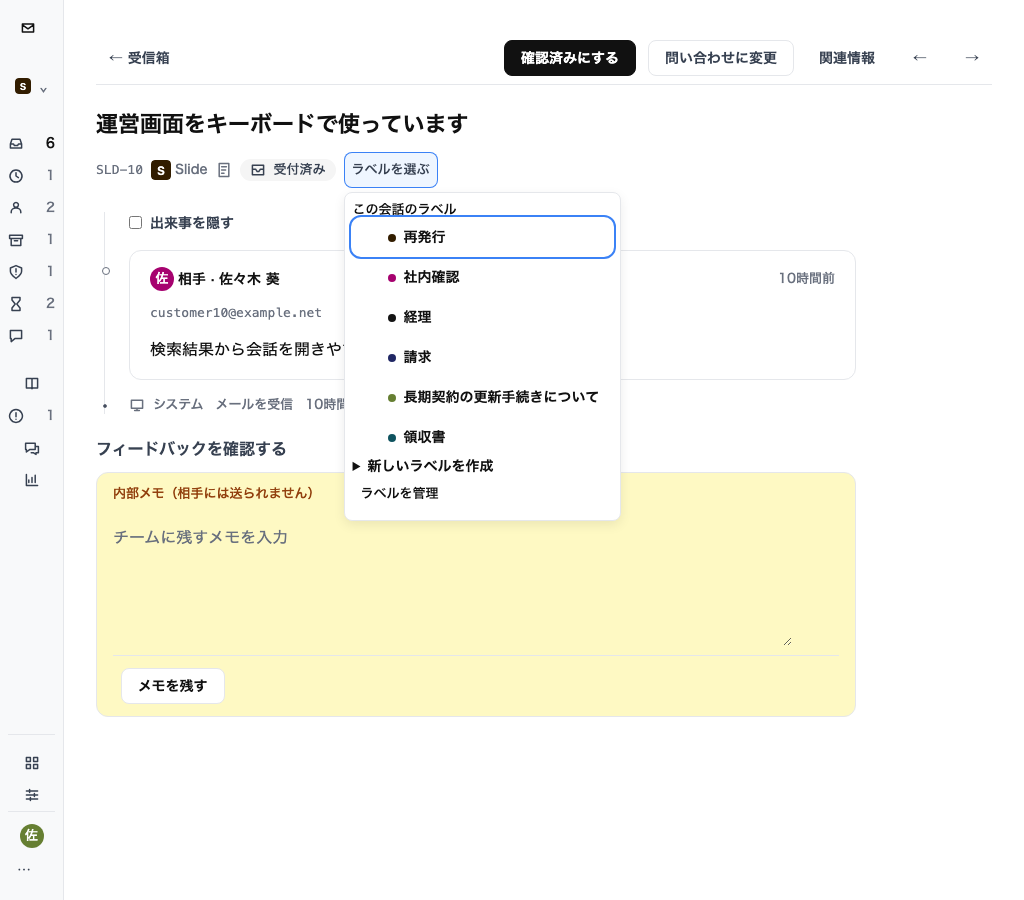 ← 受信箱
確認済みにする
問い合わせに変更
関連情報
←
→
S
6
1
2
1
1
2
1
1
運営画面をキーボードで使っています
SLD-10 S Slide 受付済み ラベルを選ぶ
この会話のラベル
再発行
社内確認
経理
請求
長期契約の更新手続きについて
領収書
▶ 新しいラベルを作成
ラベルを管理
出来事を隠す
佐 相手 · 佐々木 葵
10時間前
customer10@example.net
検索結果から会話を開きや
システム メールを受信 10時間
フィードバックを確認する
内部メモ（相手には送られません）
チームに残すメモを入力
メモを残す
佐
…